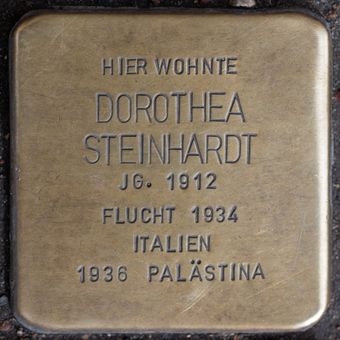 HIER WOHNTE
DOROTHEA
STEINHARDT
JG. 1912
FLUCHT 1934
ITALIEN
1936 PALÄSTINA